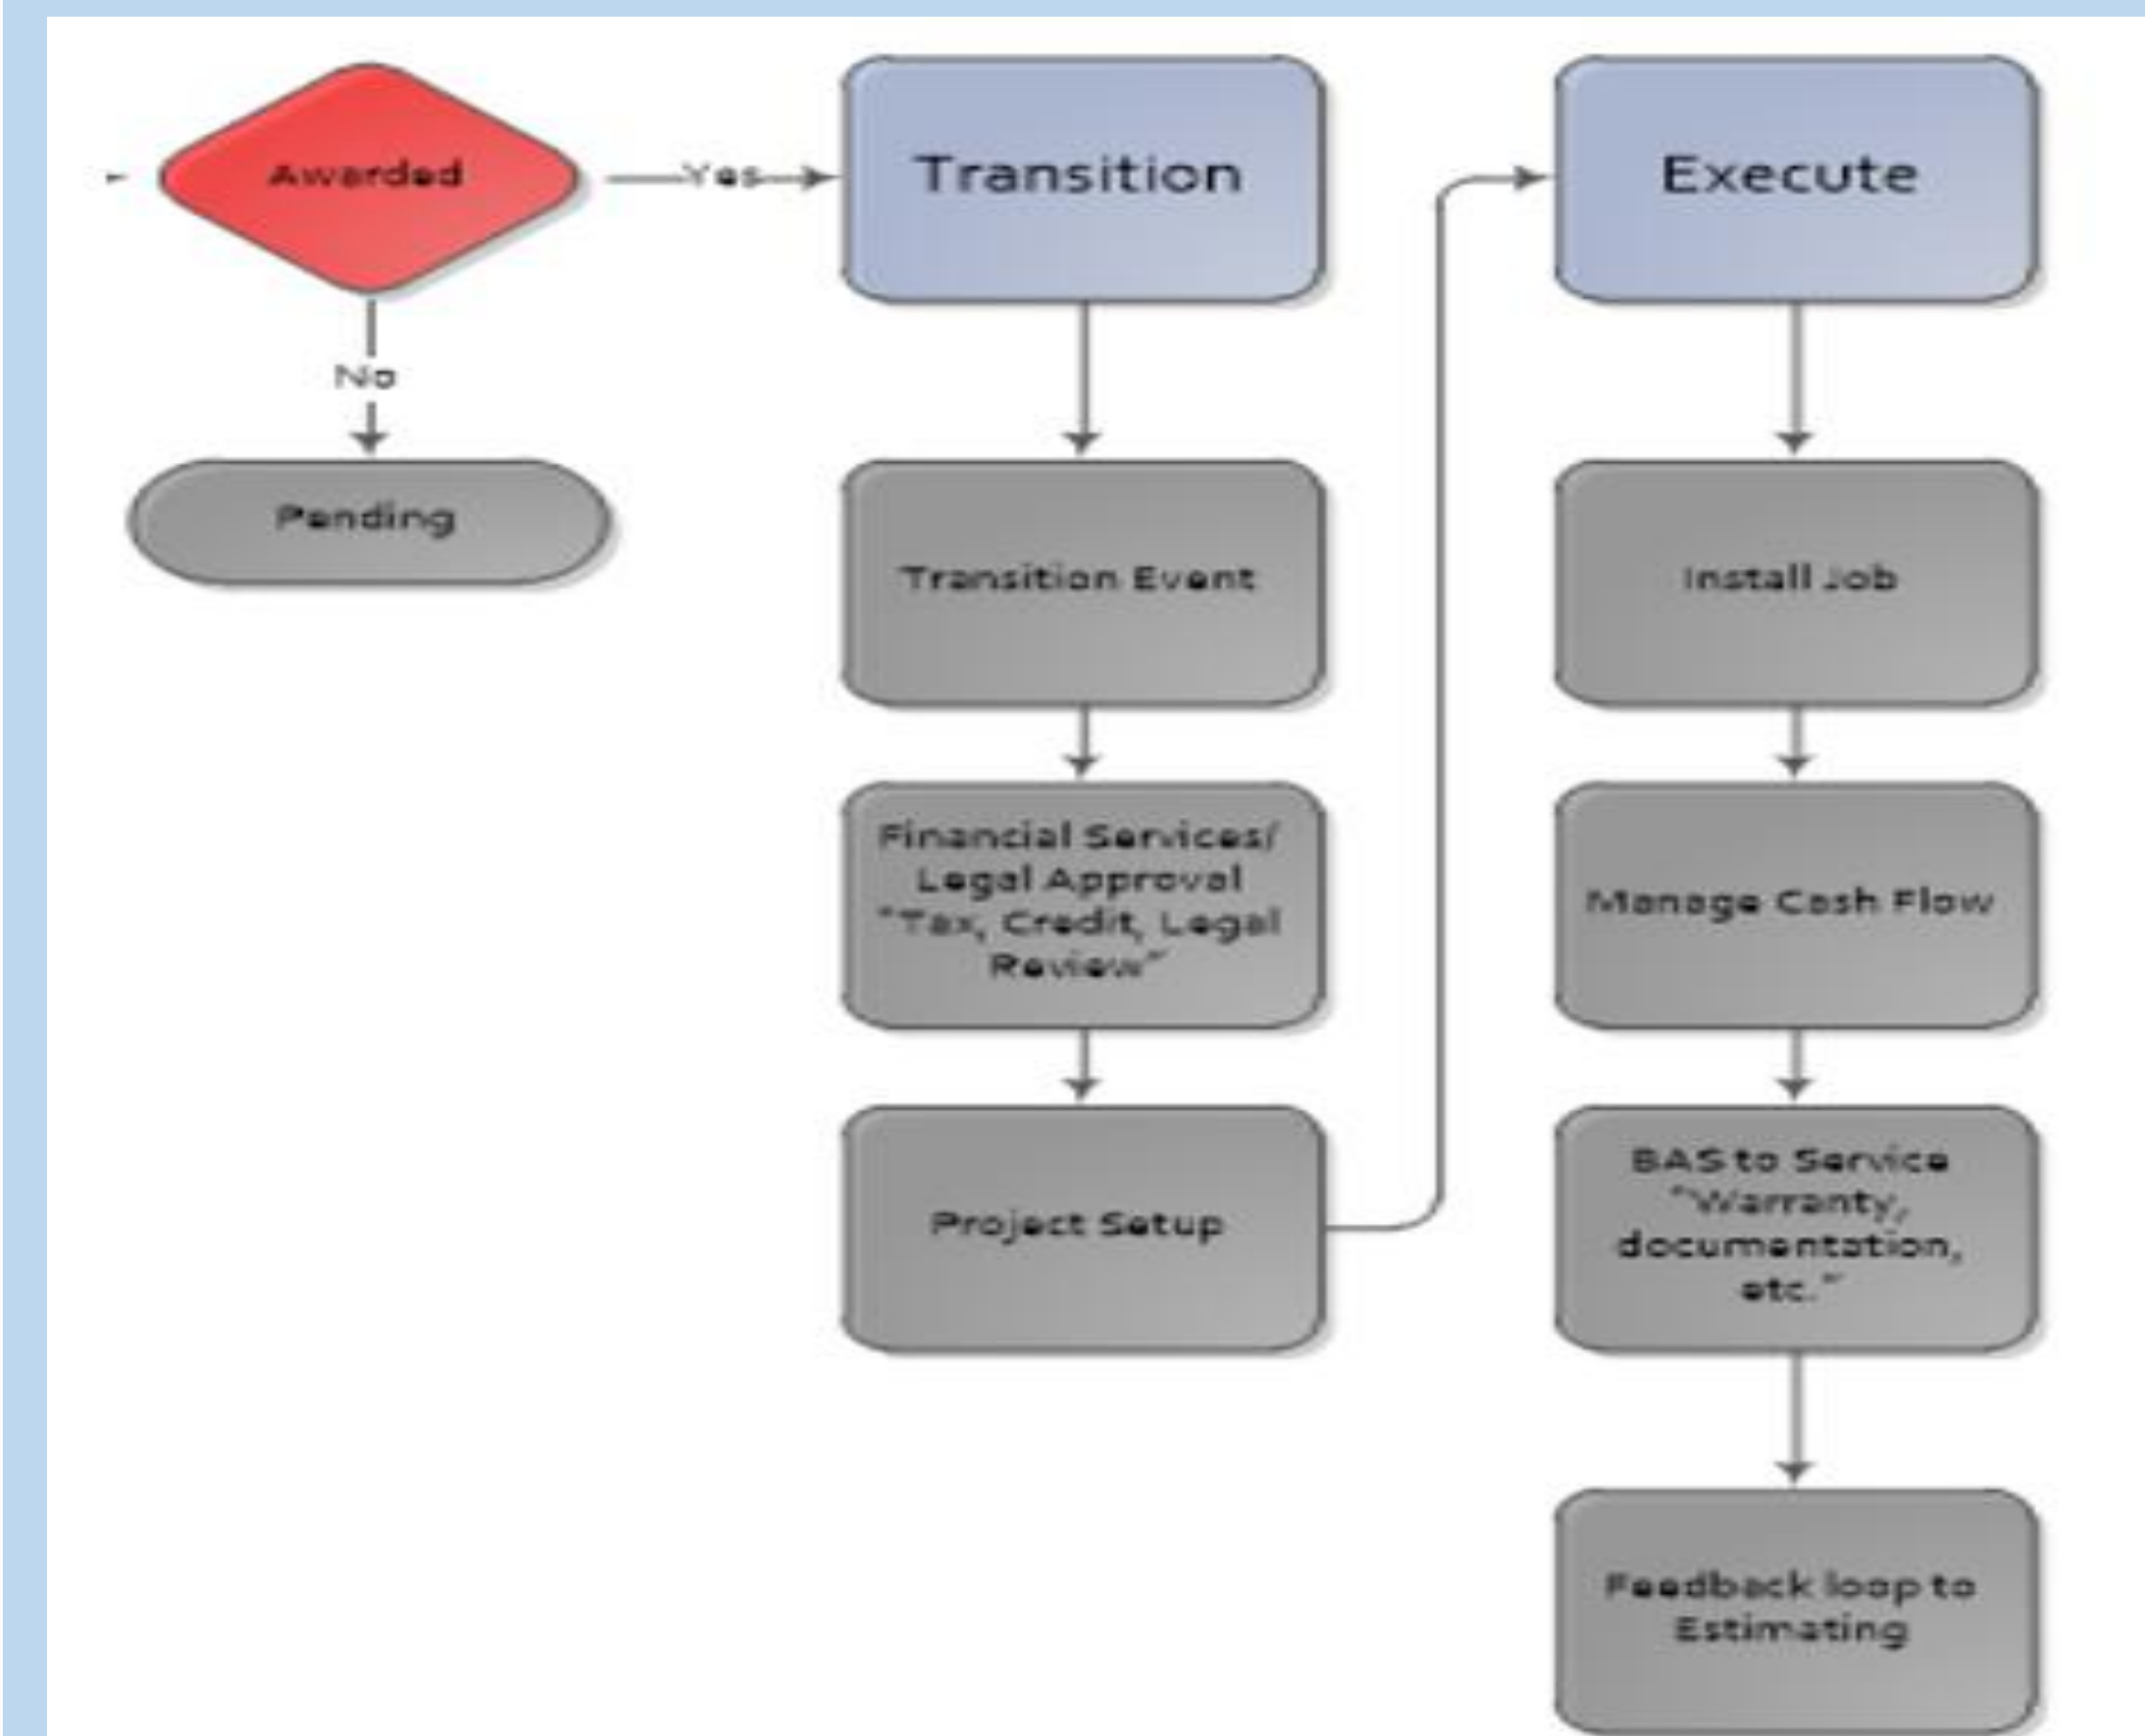 Awarded
Yes
No
Pending
Transition
Transition Event
Financial Services/
Legal Approval
"Tax, Credit, Legal
Review"
Project Setup
Execute
Install Job
Manage Cash Flow
BAS to Service
"Warranty,
documentation,
etc."
Feedback loop to
Estimating